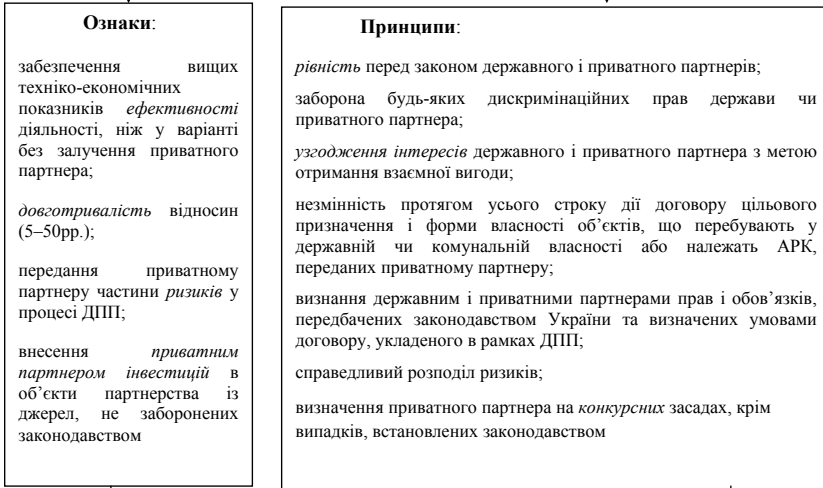 Ознаки:
забезпечення вищих
техніко-економічних
показників ефективності
діяльності, ніж у варіанті
без залучення приватного
партнера;
довготривалість відносин
(5–50рр.);
передання приватному
партнеру частини ризиків у
процесі ДПП;
внесення приватним
партнером інвестицій в
об’єкти партнерства із
джерел, не заборонених
законодавством
Принципи:
рівність перед законом державного і приватного партнерів;
заборона будь-яких дискримінаційних прав держави чи
приватного партнера;
узгодження інтересів державного і приватного партнера з метою
отримання взаємної вигоди;
незмінність протягом усього строку дії договору цільового
призначення і форми власності об’єктів, що перебувають у
державній чи комунальній власності або належать АРК,
переданих приватному партнеру;
визнання державним і приватними партнерами прав і обов’язків,
передбачених законодавством України та визначених умовами
договору, укладеного в рамках ДПП;
справедливий розподіл ризиків;
визначення приватного партнера на конкурсних засадах, крім
випадків, встановлених законодавством